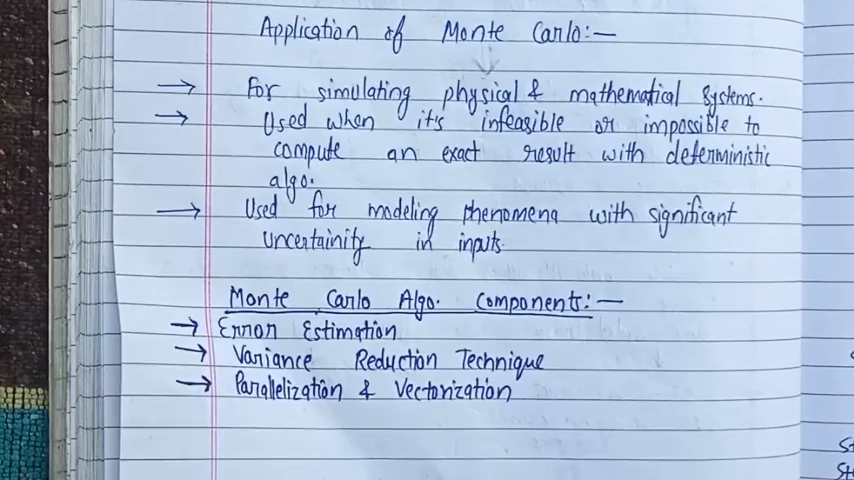 Application of Monte Carlo:—
→ For simulating physical & mathematical systems.
→ Used when it's infeasible or impossible to
compute an exact result with deterministic
algo.
→ Used for modeling phenomena with significant
uncertainity in inputs.
Monte Carlo Algo. Components:—
→ Error Estimation
→ Variance Reduction Technique
→ Parallelization & Vectorization